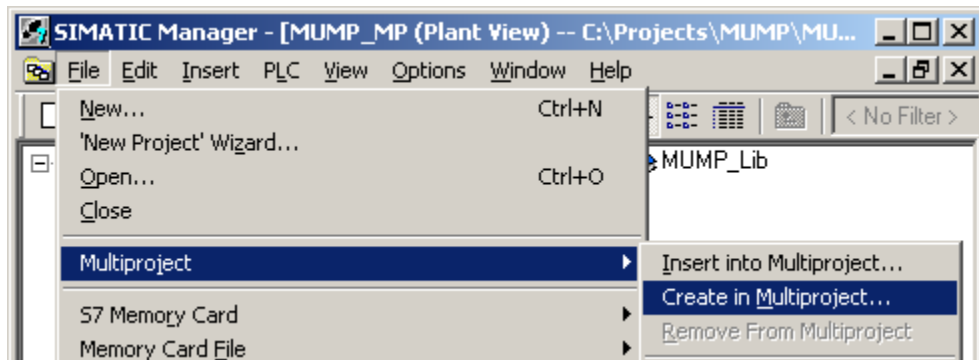 SIMATIC Manager - [MUMP_MP (Plant View) -- C:\Projects\MUMP\MU...
File Edit Insert PLC View Options Window Help
New... Ctrl+N
< No Filter >
'New Project' Wizard...
MUMP_Lib
Open... Ctrl+O
Close
Multiproject
Insert into Multiproject...
Create in Multiproject...
S7 Memory Card
Remove From Multiproject
Memory Card File